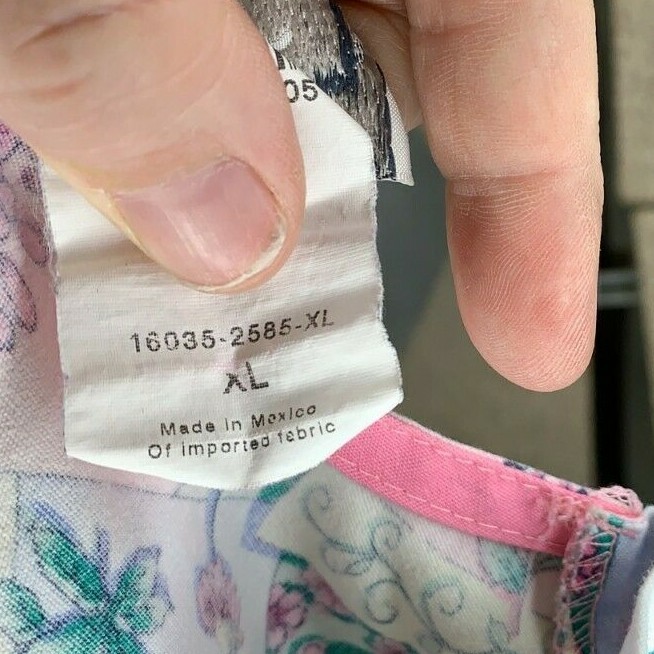 05
16035-2585-XL
XL
Made in Mexico
Of imported fabric